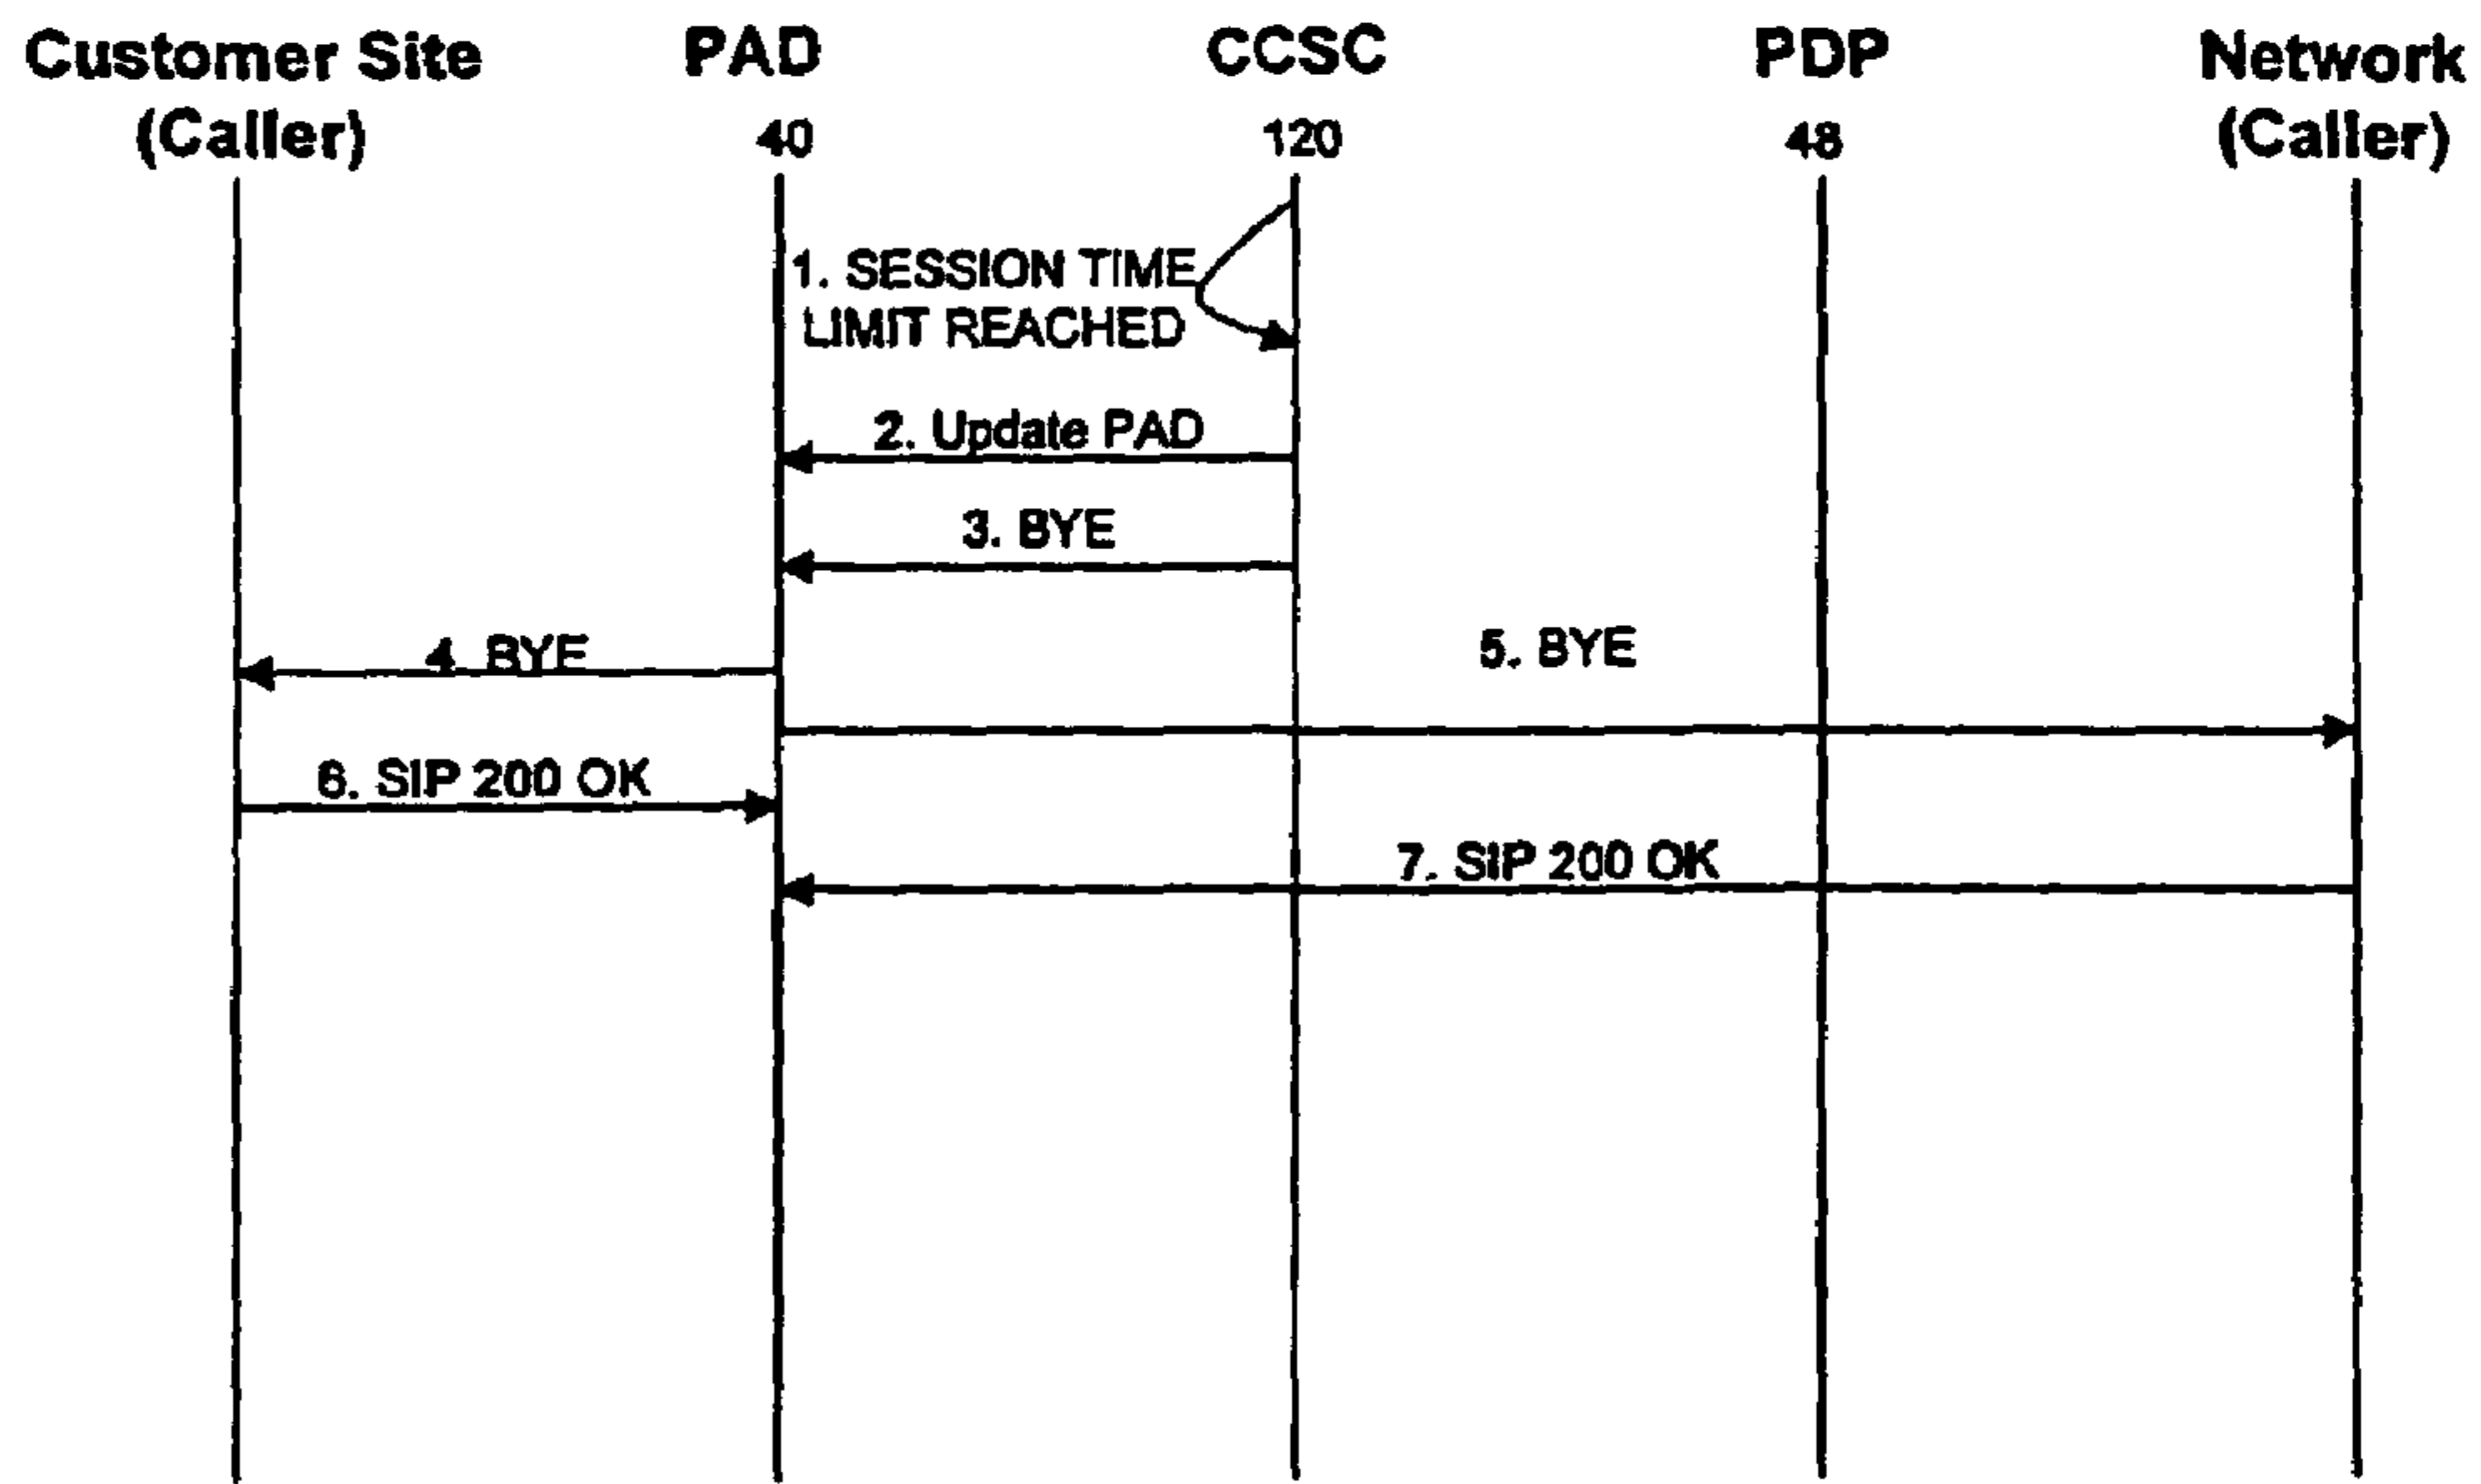 Customer Site PAD CCSC PDP Network
(Caller) 40 120 48 (Caller)
1. SESSION TIME
LIMIT REACHED
2. Update PAD
3. BYE
4. BYE
5. BYE
6. SIP 200 OK
7. SIP 200 OK